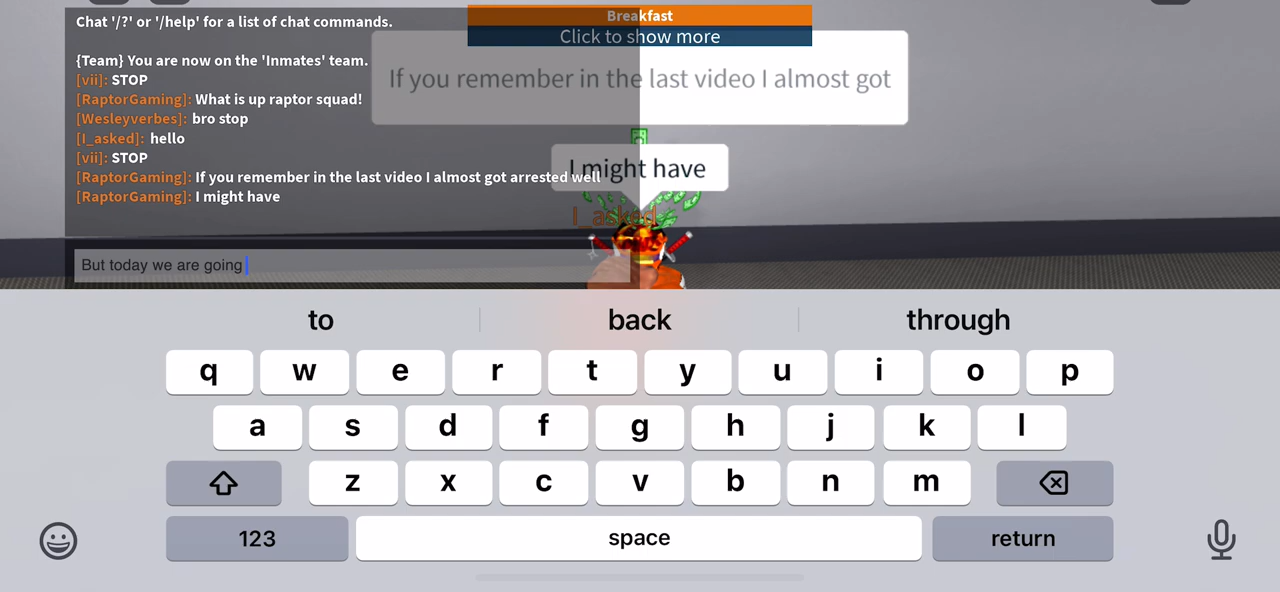 Chat '/?' or '/help' for a list of chat commands.
Breakfast
Click to show more
{Team} You are now on the 'Inmates' team.
[vii]: STOP
[RaptorGaming]: What is up raptor squad!
[Wesleyverbes]: bro stop
[I_asked]: hello
[vii]: STOP
[RaptorGaming]: If you remember in the last video I almost got arrested well
[RaptorGaming]: I might have
If you remember in the last video I almost got
I might have
I_asked
But today we are going
to back through
q w e r t y u i o p
a s d f g h j k l
z x c v b n m
123 space return